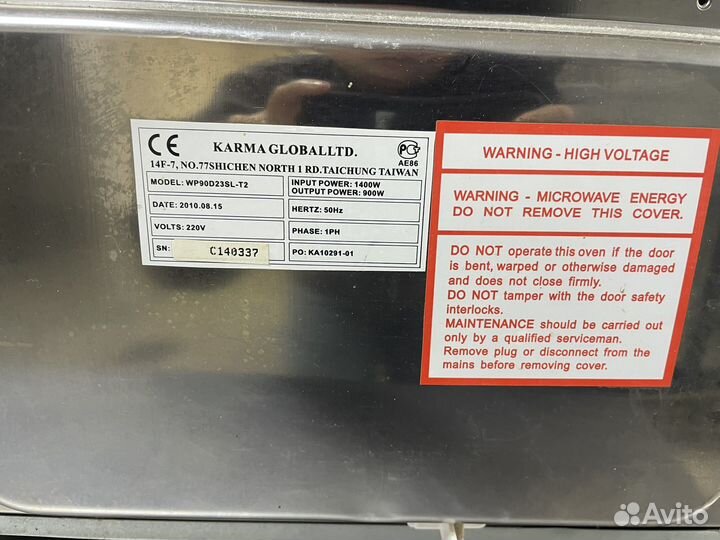 CE
KARMA GLOBALLTD.
14F-7, NO.77SHICHEN NORTH 1 RD.TAICHUNG TAIWAN
AE86
MODEL: WP90D23SL-T2
INPUT POWER: 1400W
OUTPUT POWER: 900W
DATE: 2010.08.15
HERTZ: 50Hz
VOLTS: 220V
PHASE: 1PH
SN: C140337
PO: KA10291-01
WARNING - HIGH VOLTAGE
WARNING - MICROWAVE ENERGY
DO NOT REMOVE THIS COVER.
DO NOT operate this oven if the door
is bent, warped or otherwise damaged
and does not close firmly.
DO NOT tamper with the door safety
interlocks.
MAINTENANCE should be carried out
only by a qualified serviceman.
Remove plug or disconnect from the
mains before removing cover.
Avito